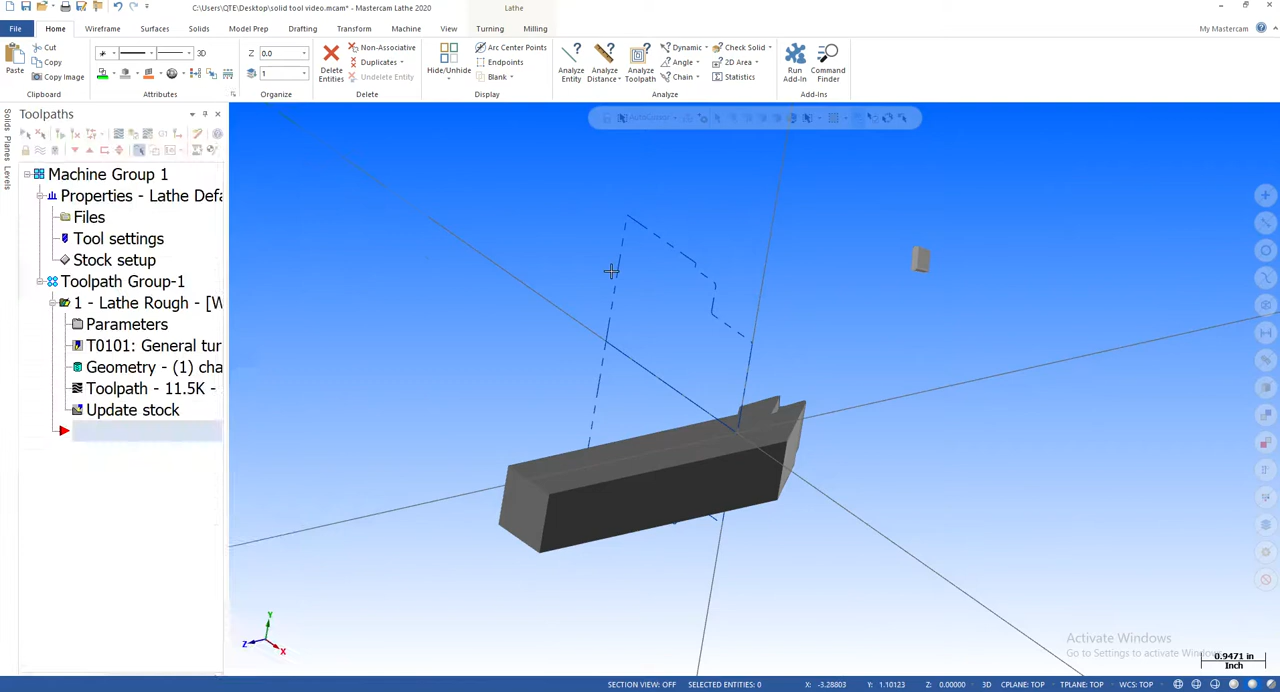 C:\Users\QTE\Desktop\solid tool video.mcam* - Mastercam Lathe 2020
Lathe
File Home Wireframe Surfaces Solids Model Prep Drafting Transform Machine View Turning Milling
My Mastercam
Paste
Cut
Copy
Copy Image
Clipboard
3D
Attributes
Z 0.0
1
Organize
Delete Entities
Non-Associative
Duplicates
Undelete Entity
Delete
Hide/Unhide
Arc Center Points
Endpoints
Blank
Display
Analyze Entity
Analyze Distance
Analyze Toolpath
Dynamic
Angle
Chain
Check Solid
2D Area
Statistics
Analyze
Run Add-In
Command Finder
Add-Ins
Solids Planes Levels
Toolpaths
AutoCursor
Machine Group 1
Properties - Lathe Defa
Files
Tool settings
Stock setup
Toolpath Group-1
1 - Lathe Rough - [W
Parameters
T0101: General tur
Geometry - (1) cha
Toolpath - 11.5K -
Update stock
Y
Z
X
Activate Windows
Go to Settings to activate Windows.
0.9471 in
Inch
SECTION VIEW: OFF SELECTED ENTITIES: 0 X: -3.28803 Y: 1.10123 Z: 0.00000 3D CPLANE: TOP TPLANE: TOP WCS: TOP